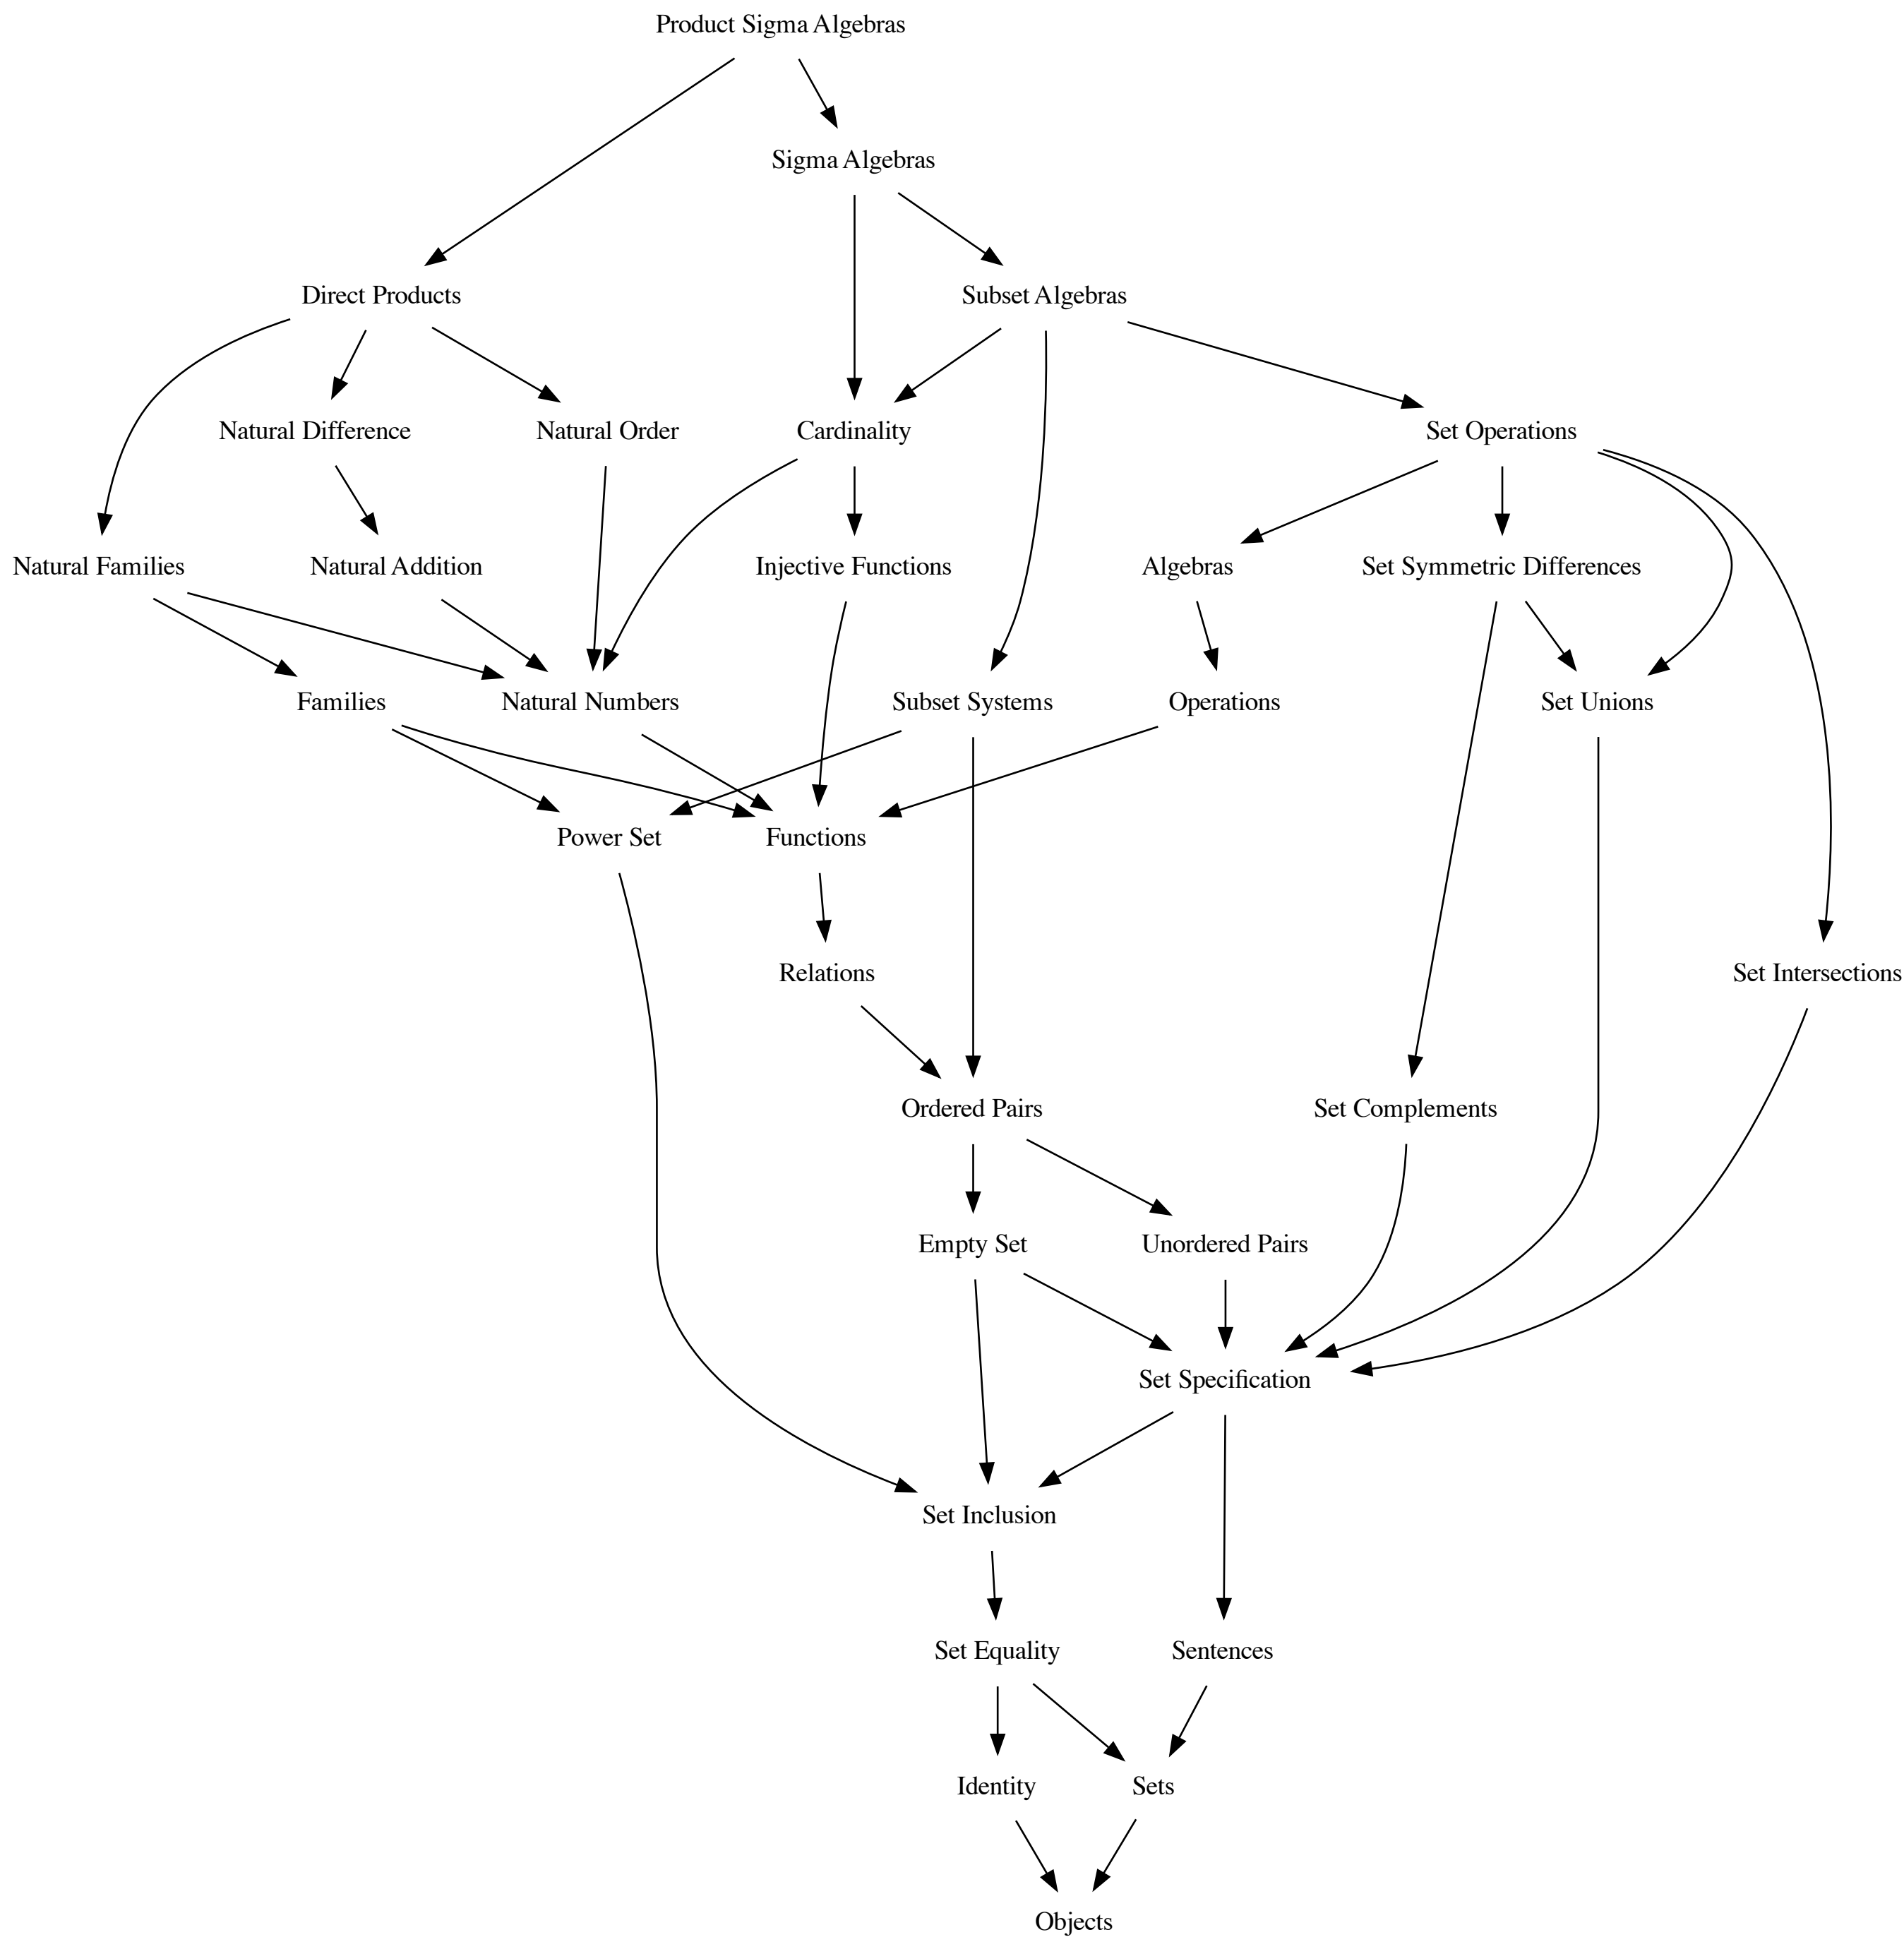 Product Sigma Algebras
Sigma Algebras
Direct Products
Subset Algebras
Natural Difference
Natural Order
Cardinality
Set Operations
Natural Families
Natural Addition
Injective Functions
Algebras
Set Symmetric Differences
Families
Natural Numbers
Subset Systems
Operations
Set Unions
Power Set
Functions
Relations
Set Intersections
Ordered Pairs
Set Complements
Empty Set
Unordered Pairs
Set Specification
Set Inclusion
Set Equality
Sentences
Identity
Sets
Objects